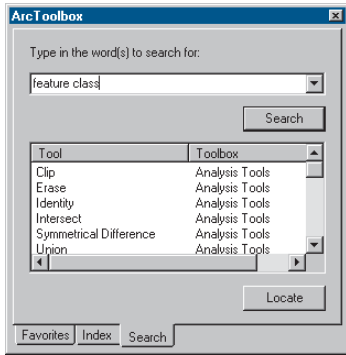 ArcToolbox
Type in the word(s) to search for:
feature class
Search
Tool Toolbox
Clip Analysis Tools
Erase Analysis Tools
Identity Analysis Tools
Intersect Analysis Tools
Symmetrical Difference Analysis Tools
Union Analysis Tools
Locate
Favorites Index Search